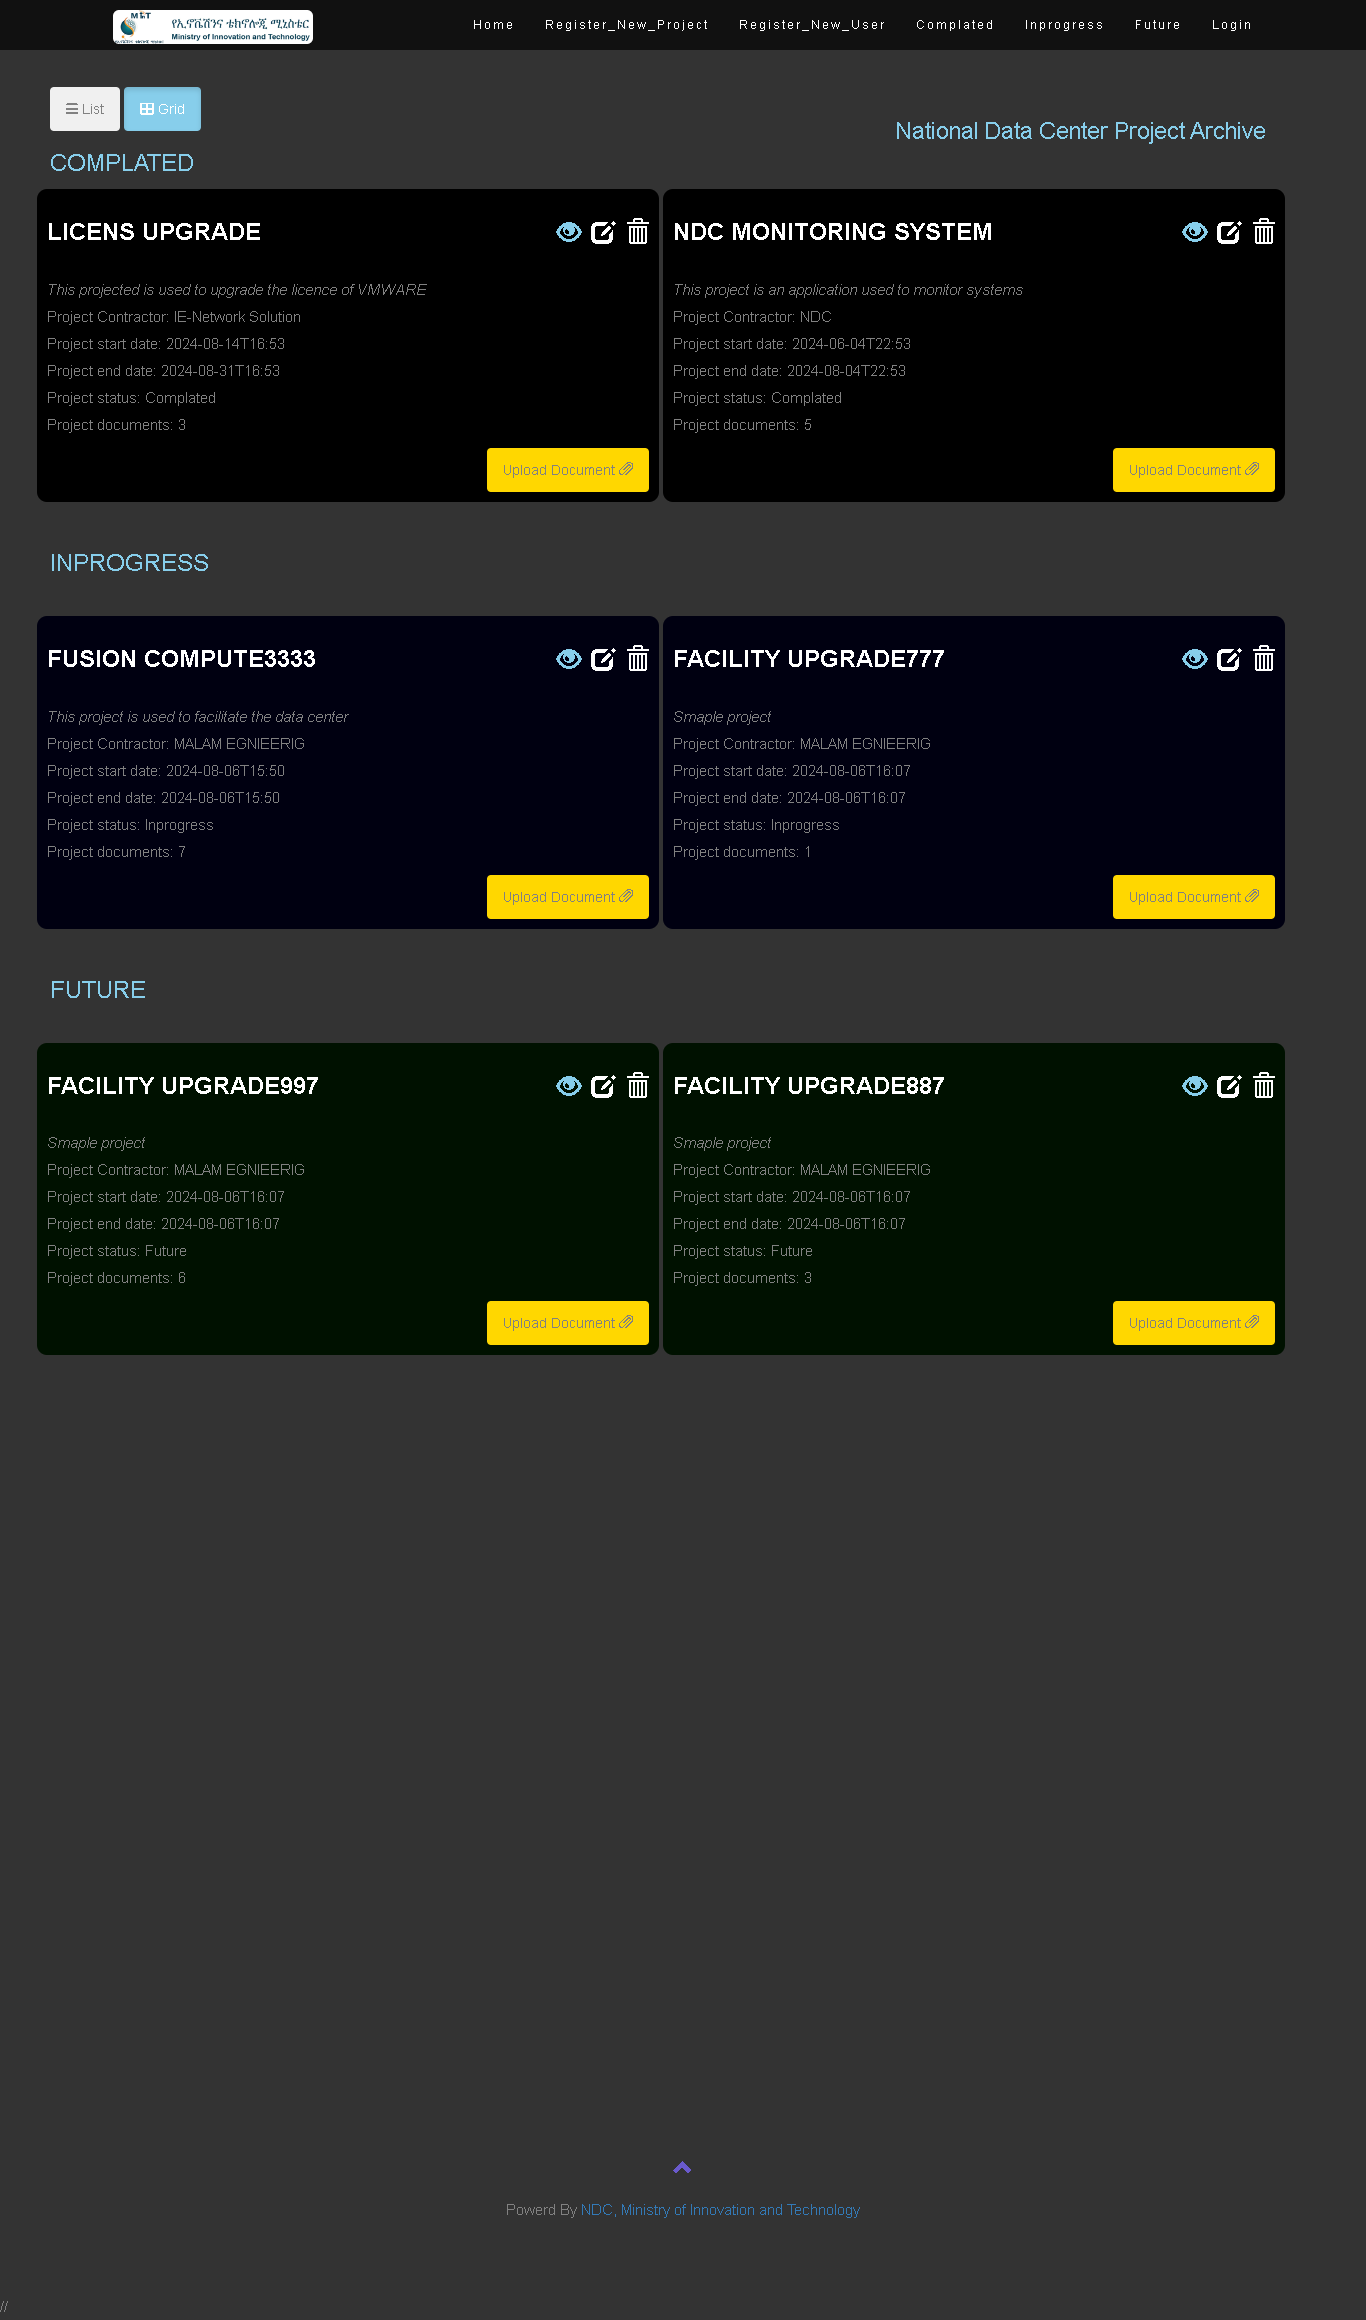 M፧T
የኢኖቬሽንና ቴክኖሎጂ ሚኒስቴር
Ministry of Innovation and Technology
Home Register_New_Project Register_New_User Complated Inprogress Future Login
List Grid
National Data Center Project Archive
COMPLATED
LICENS UPGRADE
This projected is used to upgrade the licence of VMWARE
Project Contractor: IE-Network Solution
Project start date: 2024-08-14T16:53
Project end date: 2024-08-31T16:53
Project status: Complated
Project documents: 3
Upload Document
NDC MONITORING SYSTEM
This project is an application used to monitor systems
Project Contractor: NDC
Project start date: 2024-06-04T22:53
Project end date: 2024-08-04T22:53
Project status: Complated
Project documents: 5
Upload Document
INPROGRESS
FUSION COMPUTE3333
This project is used to facilitate the data center
Project Contractor: MALAM EGNIEERIG
Project start date: 2024-08-06T15:50
Project end date: 2024-08-06T15:50
Project status: Inprogress
Project documents: 7
Upload Document
FACILITY UPGRADE777
Smaple project
Project Contractor: MALAM EGNIEERIG
Project start date: 2024-08-06T16:07
Project end date: 2024-08-06T16:07
Project status: Inprogress
Project documents: 1
Upload Document
FUTURE
FACILITY UPGRADE997
Smaple project
Project Contractor: MALAM EGNIEERIG
Project start date: 2024-08-06T16:07
Project end date: 2024-08-06T16:07
Project status: Future
Project documents: 6
Upload Document
FACILITY UPGRADE887
Smaple project
Project Contractor: MALAM EGNIEERIG
Project start date: 2024-08-06T16:07
Project end date: 2024-08-06T16:07
Project status: Future
Project documents: 3
Upload Document
Powerd By NDC, Ministry of Innovation and Technology
//